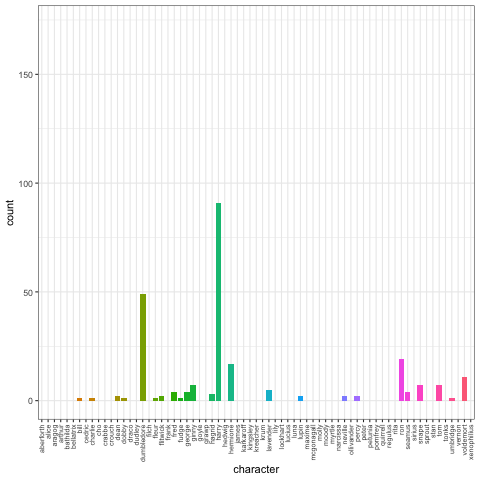 150
100
50
0
count
aberforth
alice
angus
arthur
bathilda
bellatrix
bill
cedric
charlie
cho
crabbe
crouch
dean
dobby
draco
dudley
dumbledore
filch
fleur
flitwick
frank
fred
fudge
george
ginny
goyle
grawp
hagrid
harry
hedwig
hermione
james
karkaroff
kingsley
kreacher
krum
lavender
lily
lockhart
lucius
luna
lupin
maxime
mcgonagall
molly
moody
myrtle
narcissa
neville
ollivander
percy
peter
petunia
pomfrey
quirrell
regulus
rita
ron
seamus
sirius
snape
sprout
stan
tom
tonks
umbridge
vernon
voldemort
xenophilius
character